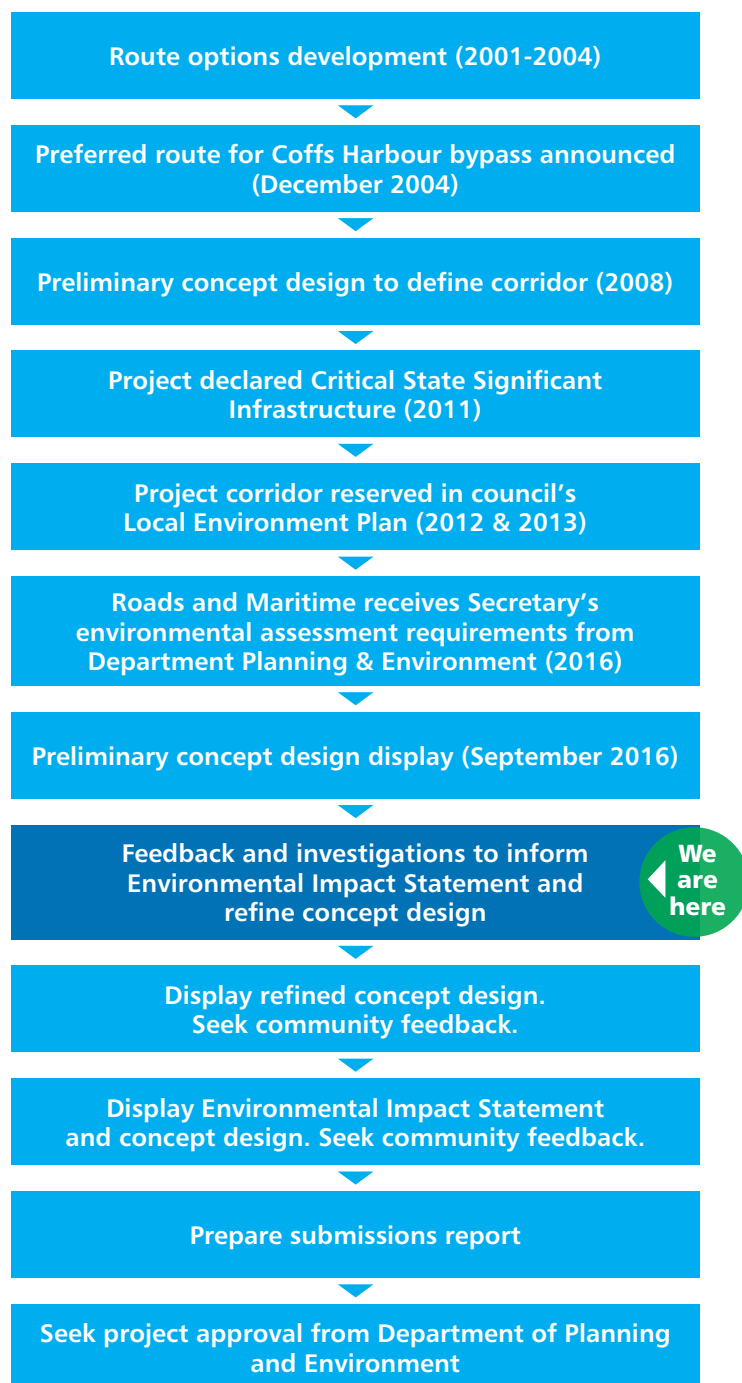 Route options development (2001-2004)
Preferred route for Coffs Harbour bypass announced
(December 2004)
Preliminary concept design to define corridor (2008)
Project declared Critical State Significant
Infrastructure (2011)
Project corridor reserved in council’s
Local Environment Plan (2012 & 2013)
Roads and Maritime receives Secretary’s
environmental assessment requirements from
Department Planning & Environment (2016)
Preliminary concept design display (September 2016)
Feedback and investigations to inform
Environmental Impact Statement and
refine concept design
We
are
here
Display refined concept design.
Seek community feedback.
Display Environmental Impact Statement
and concept design. Seek community feedback.
Prepare submissions report
Seek project approval from Department of Planning
and Environment